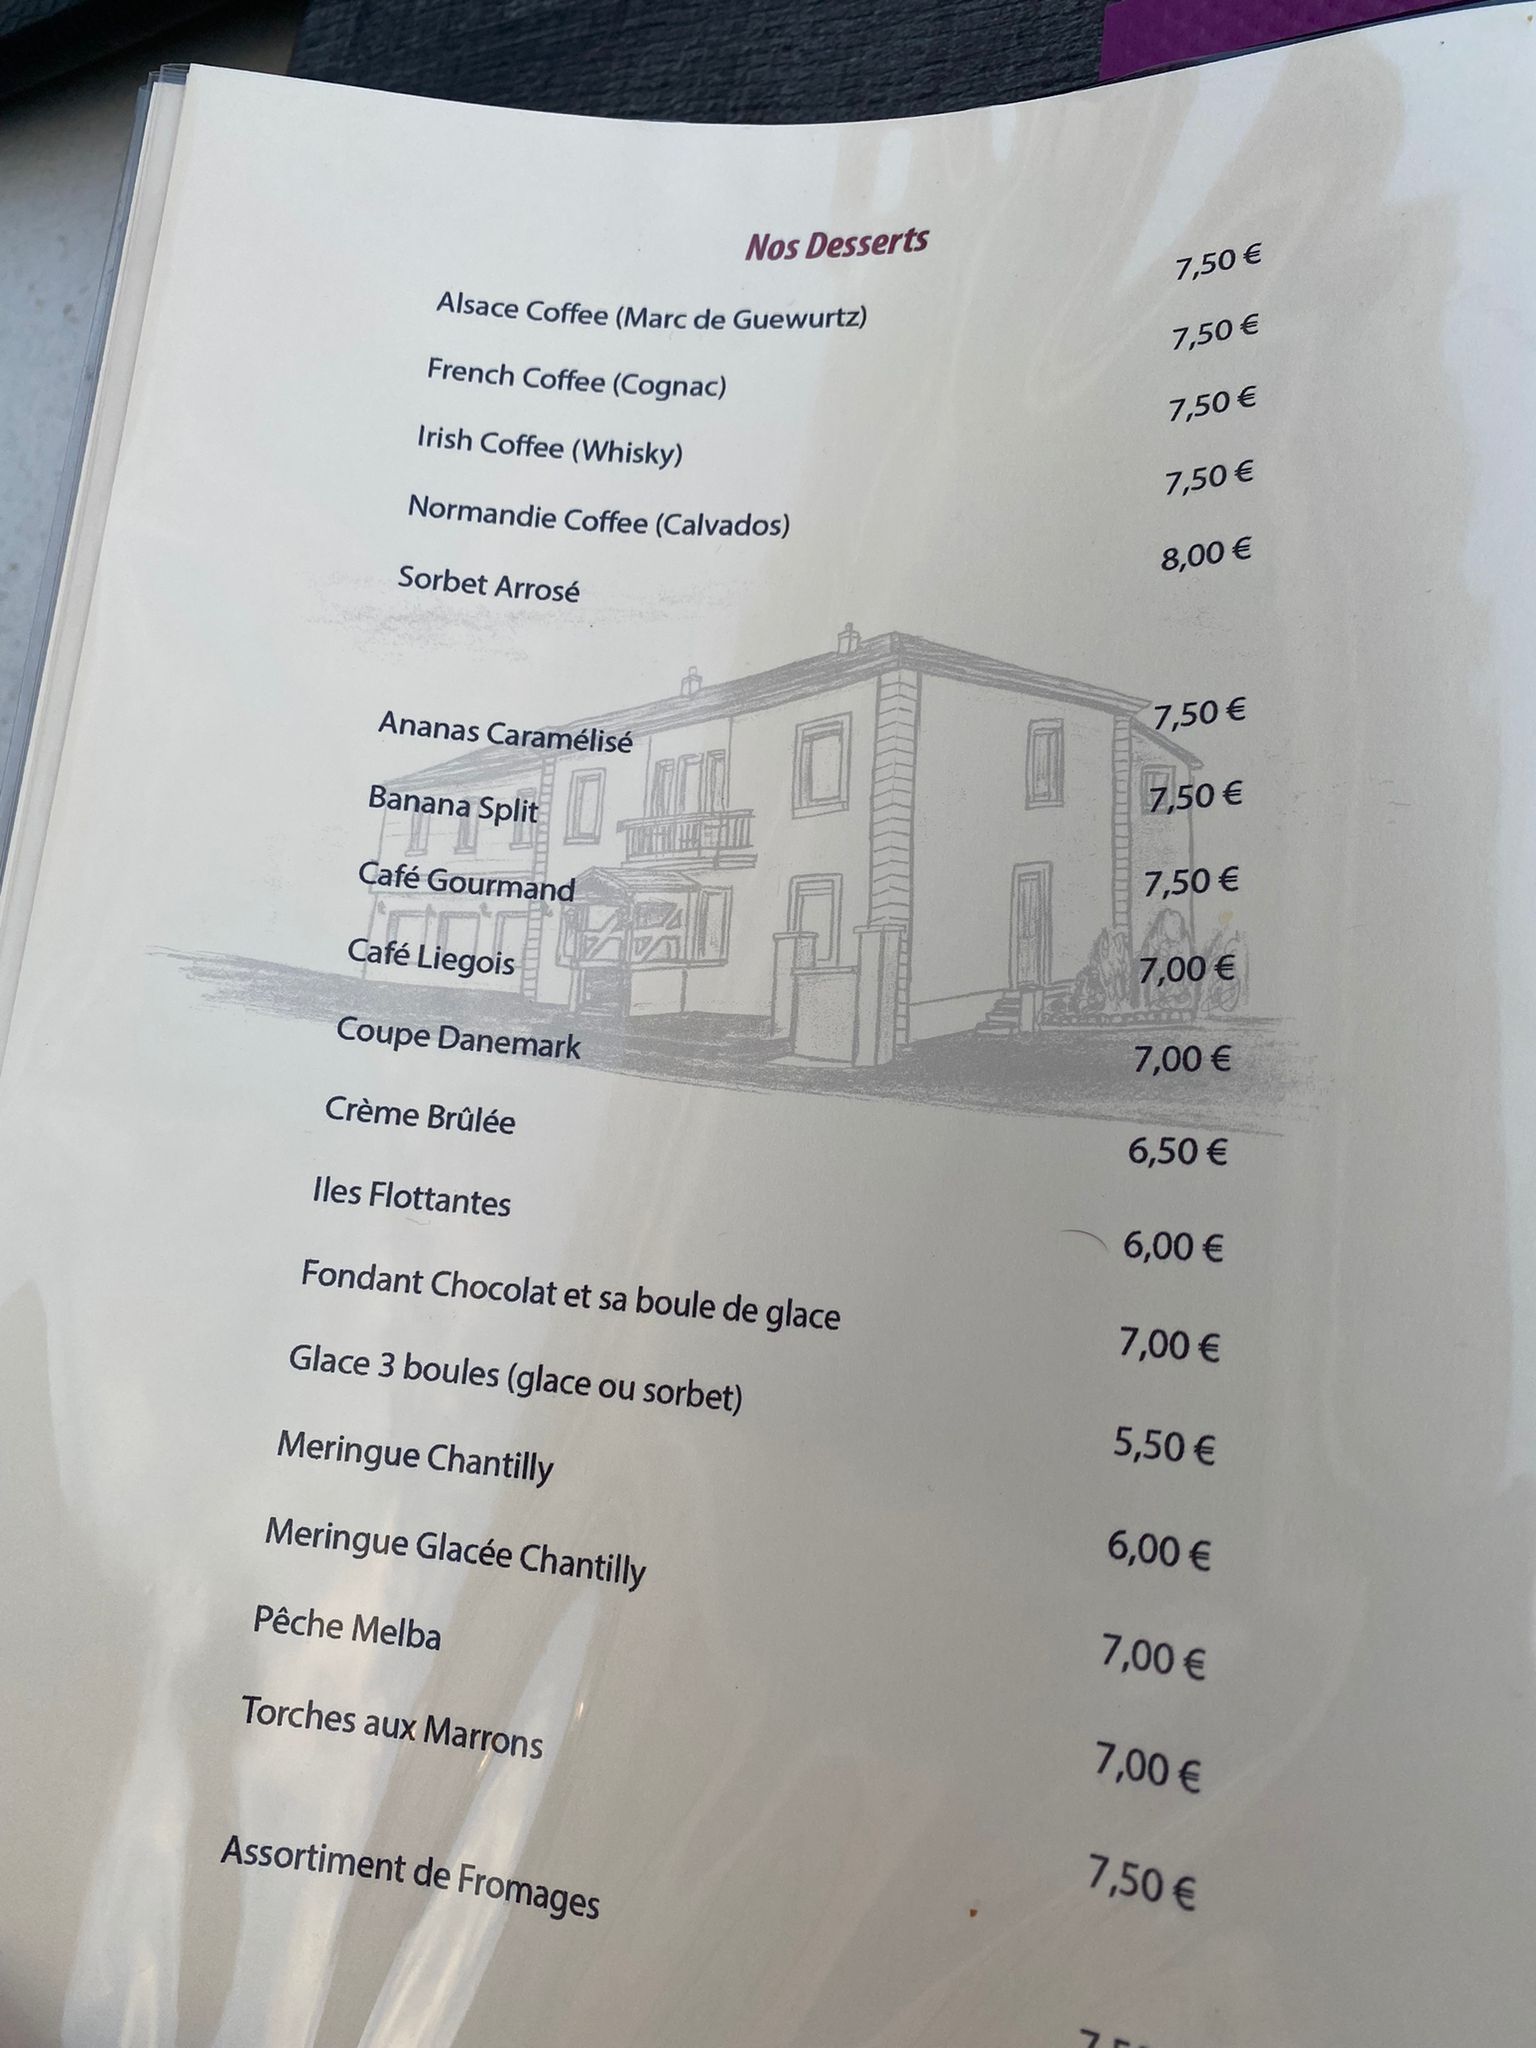 Nos Desserts
Alsace Coffee (Marc de Guewurtz) 7,50 €
French Coffee (Cognac) 7,50 €
Irish Coffee (Whisky) 7,50 €
Normandie Coffee (Calvados) 7,50 €
Sorbet Arrosé 8,00 €
Ananas Caramélisé 7,50 €
Banana Split 7,50 €
Café Gourmand 7,50 €
Café Liegois 7,00 €
Coupe Danemark 7,00 €
Crème Brûlée 6,50 €
Iles Flottantes 6,00 €
Fondant Chocolat et sa boule de glace 7,00 €
Glace 3 boules (glace ou sorbet) 5,50 €
Meringue Chantilly 6,00 €
Meringue Glacée Chantilly 7,00 €
Pêche Melba 7,00 €
Torches aux Marrons 7,50 €
Assortiment de Fromages